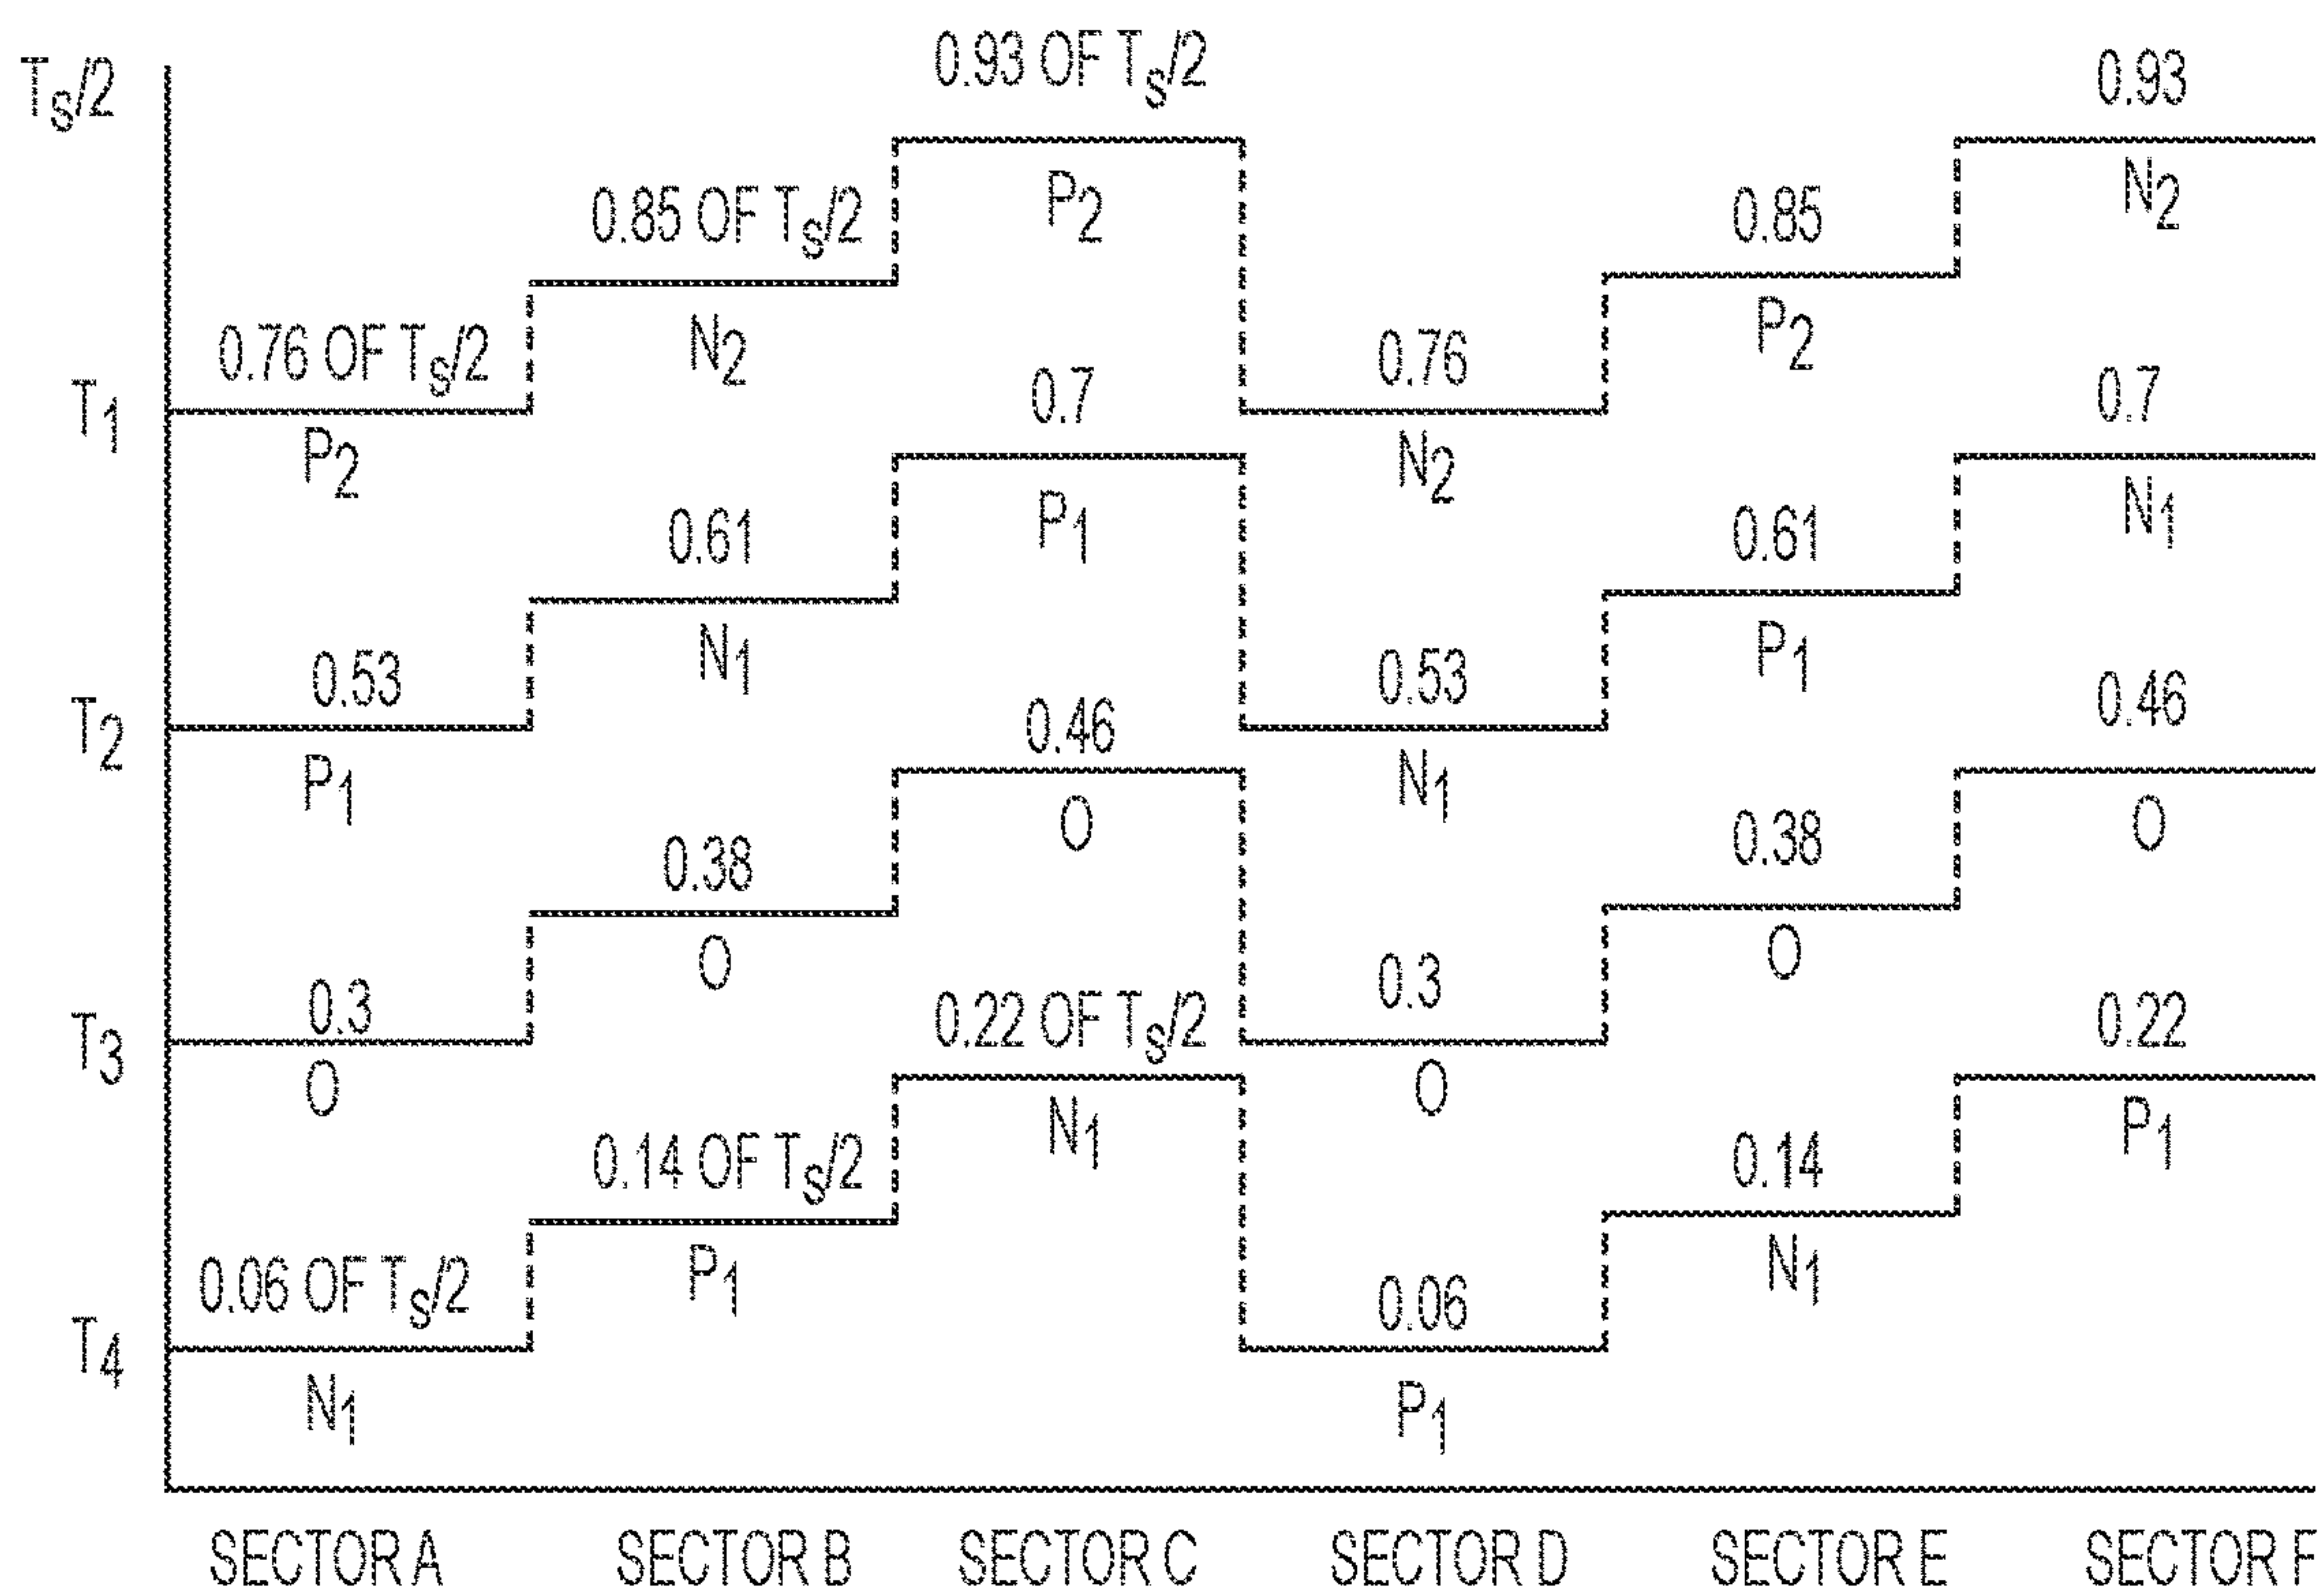 0.93 OF Ts/2
0.93
Ts/2
P2
N2
0.85 OF Ts/2
0.85
0.76 OF Ts/2
N2
0.76
P2
T1
0.7
0.7
P2
N2
P1
N1
0.61
0.61
N1
P1
0.53
0.53
0.46
0.46
T2
P1
N1
O
O
0.38
0.38
O
O
0.3
0.3
0.22 OF Ts/2
0.22
T3
O
O
N1
P1
0.14 OF Ts/2
0.14
P1
N1
0.06 OF Ts/2
0.06
T4
N1
P1
SECTOR A SECTOR B SECTOR C SECTOR D SECTOR E SECTOR F